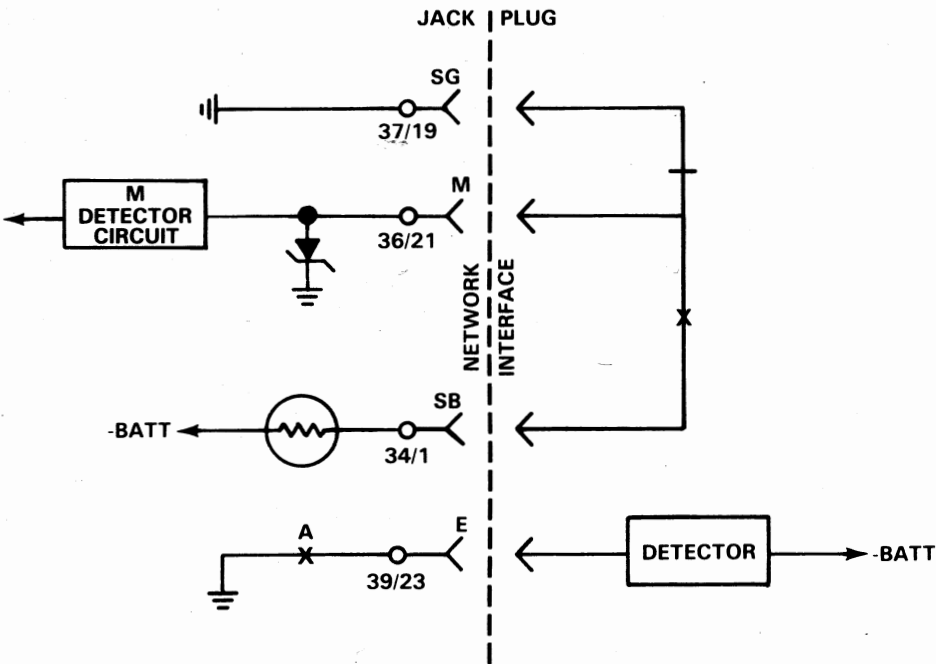 JACK PLUG
SG
37/19
M
DETECTOR
CIRCUIT
M
36/21
NETWORK
INTERFACE
-BATT
SB
34/1
A
E
39/23
DETECTOR
-BATT